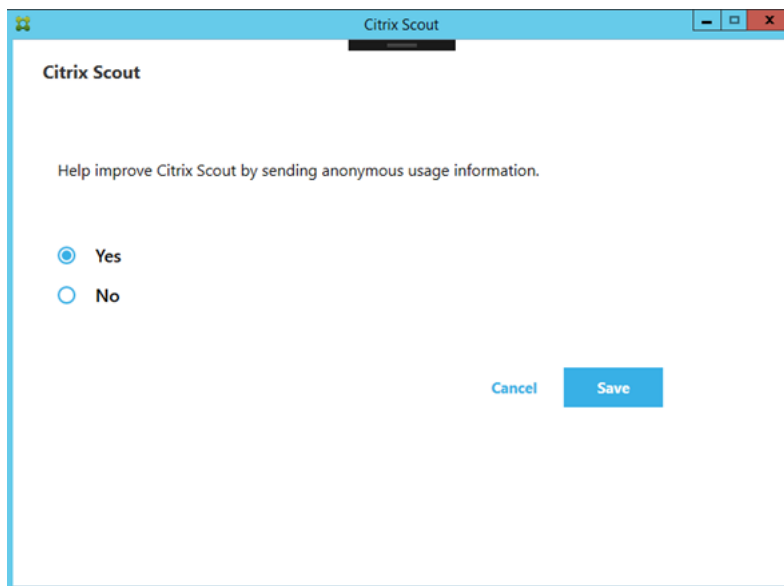 Citrix Scout
Citrix Scout
Help improve Citrix Scout by sending anonymous usage information.
Yes
No
Cancel Save